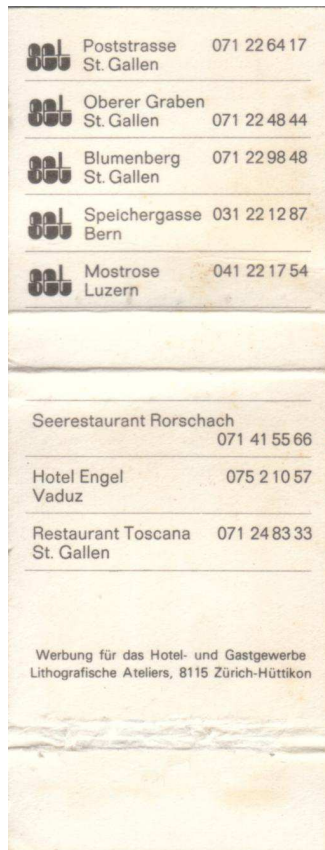 Poststrasse 071 22 64 17
St. Gallen
Oberer Graben
St. Gallen 071 22 48 44
Blumenberg 071 22 98 48
St. Gallen
Speichergasse 031 22 12 87
Bern
Mostrose 041 22 17 54
Luzern
Seerestaurant Rorschach
071 41 55 66
Hotel Engel 075 2 10 57
Vaduz
Restaurant Toscana 071 24 83 33
St. Gallen
Werbung für das Hotel- und Gastgewerbe
Lithografische Ateliers, 8115 Zürich-Hüttikon